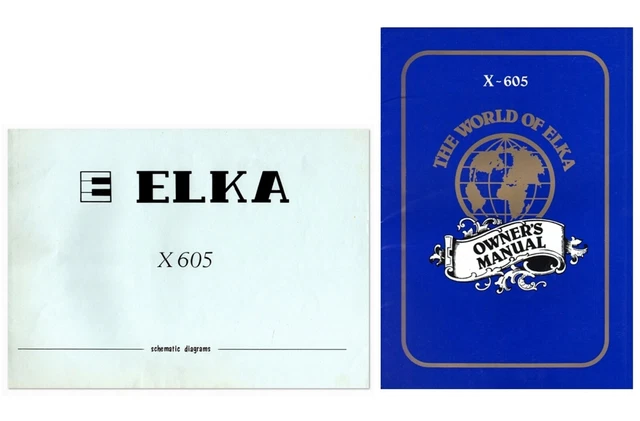 ELKA
X 605
schematic diagrams
X-605
THE WORLD OF ELKA
OWNER'S
MANUAL